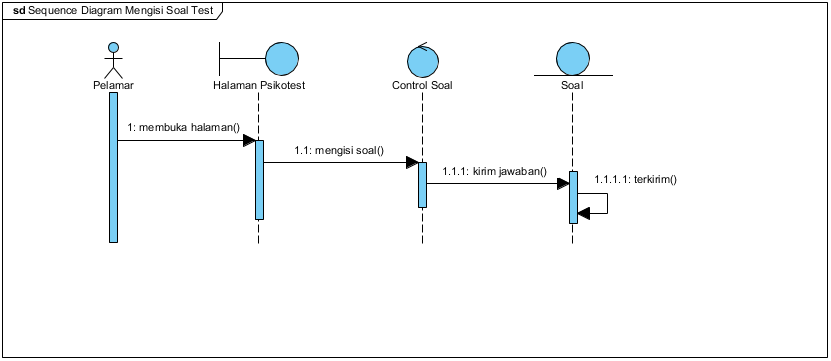 sd Sequence Diagram Mengisi Soal Test
Pelamar
Halaman Psikotest
Control Soal
Soal
1: membuka halaman()
1.1: mengisi soal()
1.1.1: kirim jawaban()
1.1.1.1: terkirim()